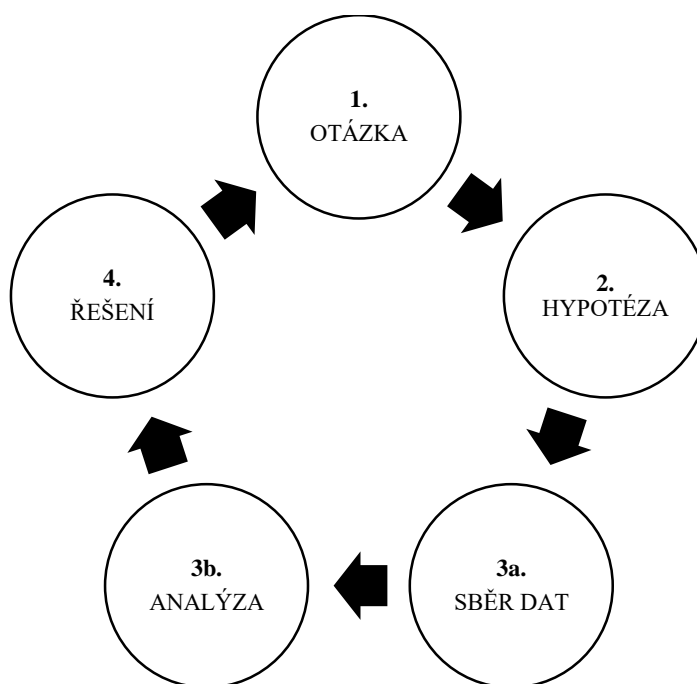 1.
OTÁZKA
2.
HYPOTÉZA
3a.
SBĚR DAT
3b.
ANALÝZA
4.
ŘEŠENÍ